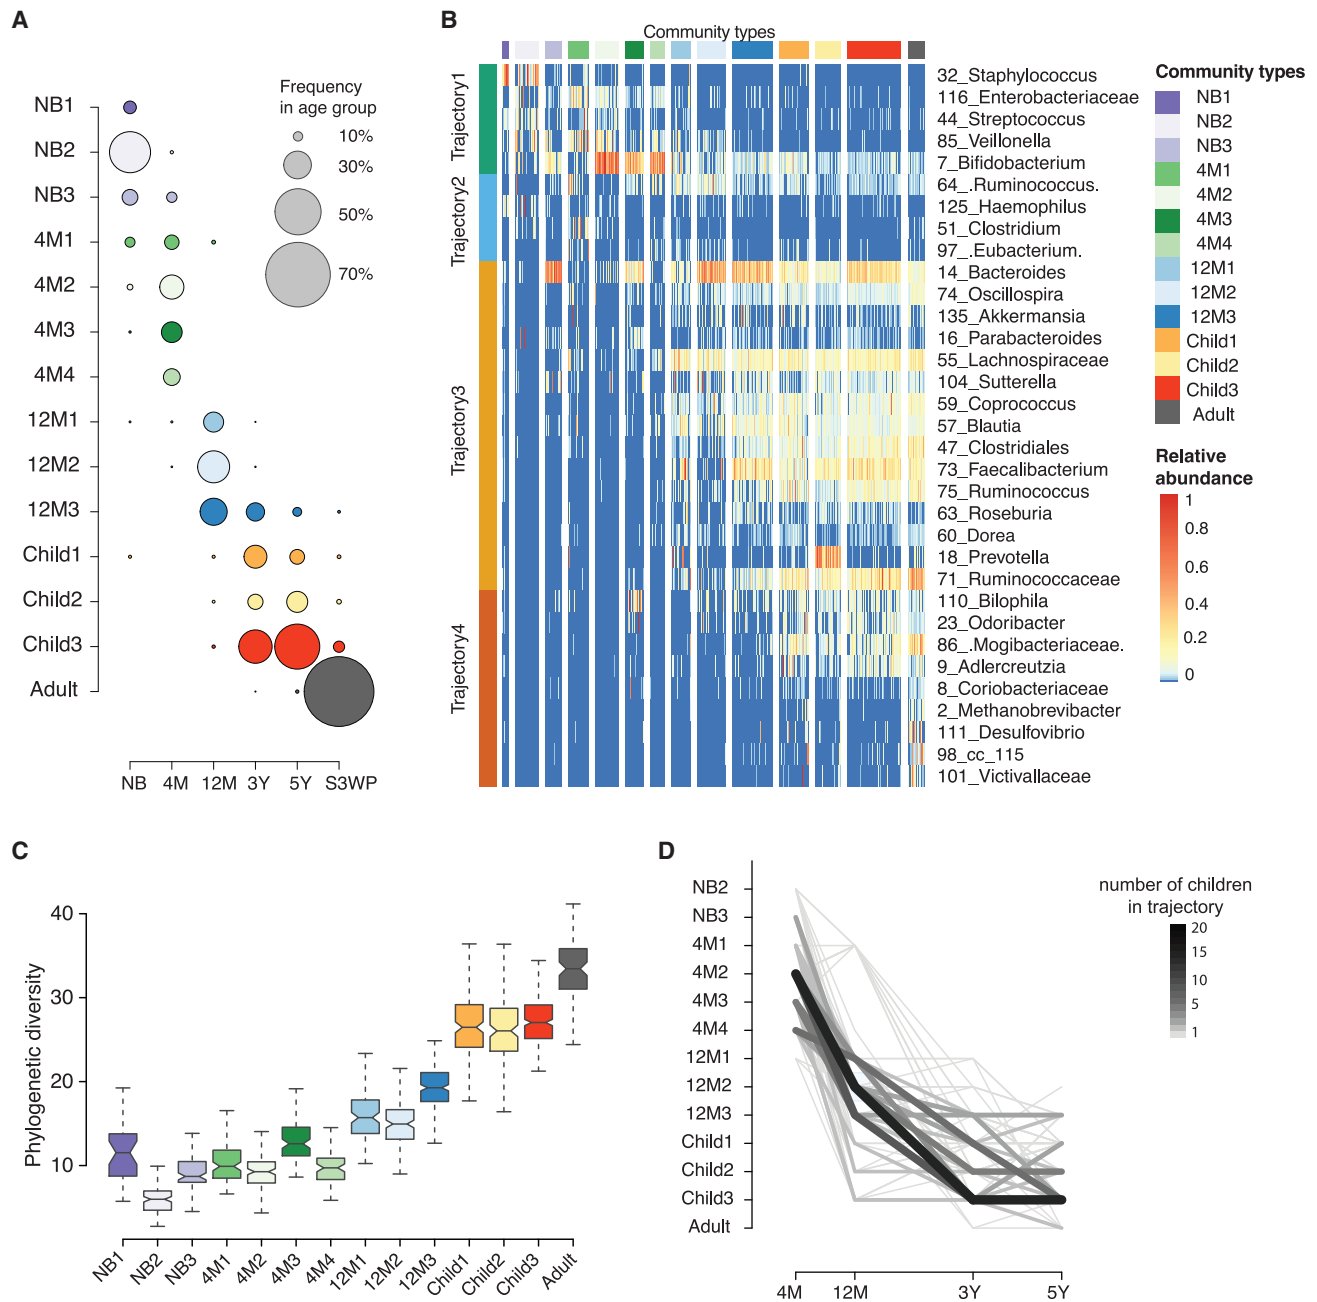 A
Frequency
in age group
10%
30%
50%
70%
NB1
NB2
NB3
4M1
4M2
4M3
4M4
12M1
12M2
12M3
Child1
Child2
Child3
Adult
NB 4M 12M 3Y 5Y S3WP
B
Community types
Trajectory1
Trajectory2
Trajectory3
Trajectory4
32_Staphylococcus
116_Enterobacteriaceae
44_Streptococcus
85_Veillonella
7_Bifidobacterium
64_.Ruminococcus.
125_Haemophilus
51_Clostridium
97_.Eubacterium.
14_Bacteroides
74_Oscillospira
135_Akkermansia
16_Parabacteroides
55_Lachnospiraceae
104_Sutterella
59_Coprococcus
57_Blautia
47_Clostridiales
73_Faecalibacterium
75_Ruminococcus
63_Roseburia
60_Dorea
18_Prevotella
71_Ruminococcaceae
110_Bilophila
23_Odoribacter
86_.Mogibacteriaceae.
9_Adlercreutzia
8_Coriobacteriaceae
2_Methanobrevibacter
111_Desulfovibrio
98_cc_115
101_Victivallaceae
Community types
NB1
NB2
NB3
4M1
4M2
4M3
4M4
12M1
12M2
12M3
Child1
Child2
Child3
Adult
Relative
abundance
1
0.8
0.6
0.4
0.2
0
C
Phylogenetic diversity
40
30
20
10
NB1 NB2 NB3 4M1 4M2 4M3 4M4 12M1 12M2 12M3 Child1 Child2 Child3 Adult
D
NB2
NB3
4M1
4M2
4M3
4M4
12M1
12M2
12M3
Child1
Child2
Child3
Adult
4M 12M 3Y 5Y
number of children
in trajectory
20
15
10
5
1